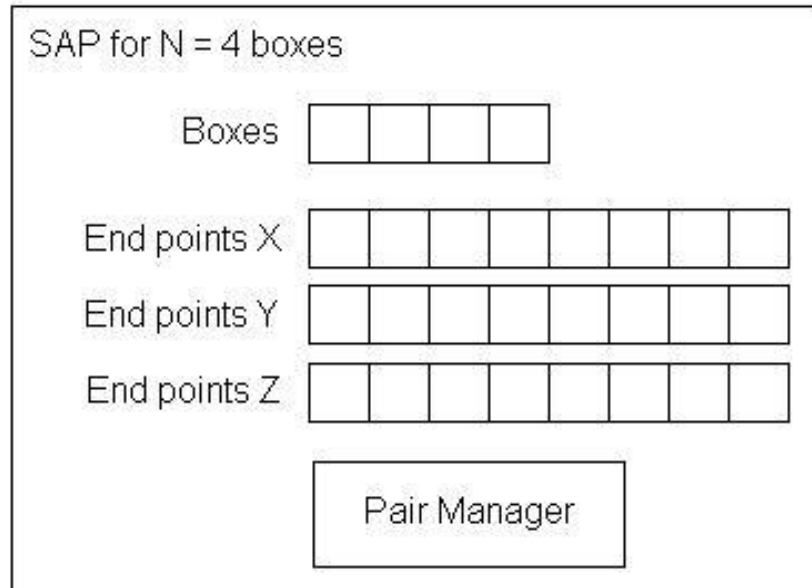 SAP for N = 4 boxes
Boxes
End points X
End points Y
End points Z
Pair Manager